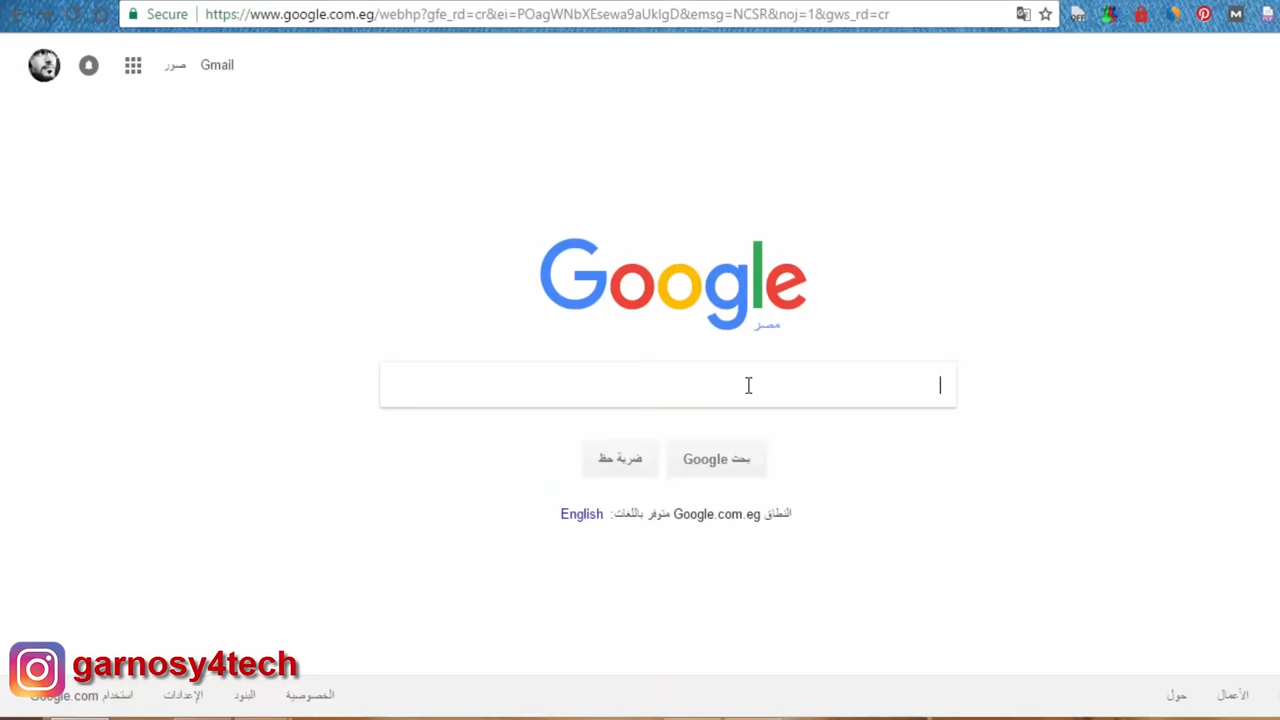 Secure https://www.google.com.eg/webhp?gfe_rd=cr&ei=POagWNbXEsewa9aUkIgD&emsg=NCSR&noj=1&gws_rd=cr
صور Gmail
Google
مصر
بحث Google ضربة حظ
النطاق Google.com.eg متوفر باللغات: English
garnosy4tech
الأعمال حول الخصوصية البنود الإعدادات استخدام Google.com